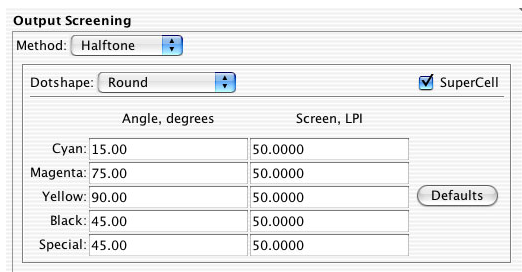 Output Screening
Method: Halftone
Dotshape: Round SuperCell
Angle, degrees Screen, LPI
Cyan: 15.00 50.0000
Magenta: 75.00 50.0000
Yellow: 90.00 50.0000 Defaults
Black: 45.00 50.0000
Special: 45.00 50.0000